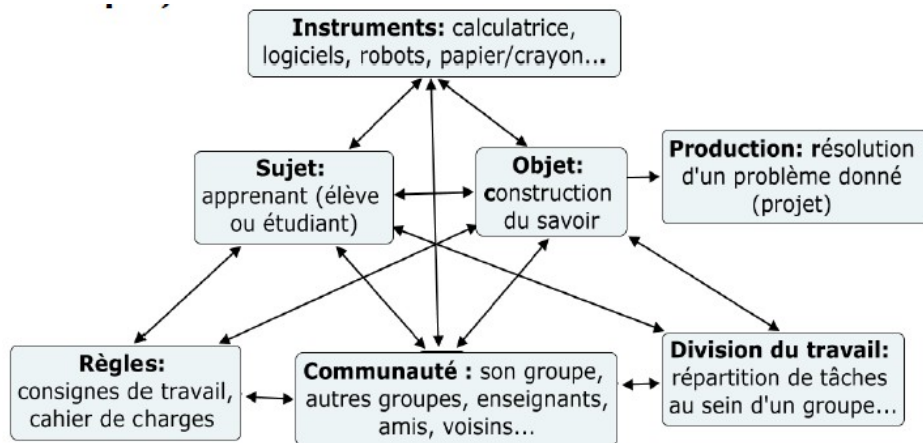 Instruments: calculatrice,
logiciels, robots, papier/crayon...
Sujet:
apprenant (élève
ou étudiant)
Objet:
construction
du savoir
Production: résolution
d'un problème donné
(projet)
Règles:
consignes de travail,
cahier de charges
Communauté : son groupe,
autres groupes, enseignants,
amis, voisins...
Division du travail:
répartition de tâches
au sein d'un groupe...